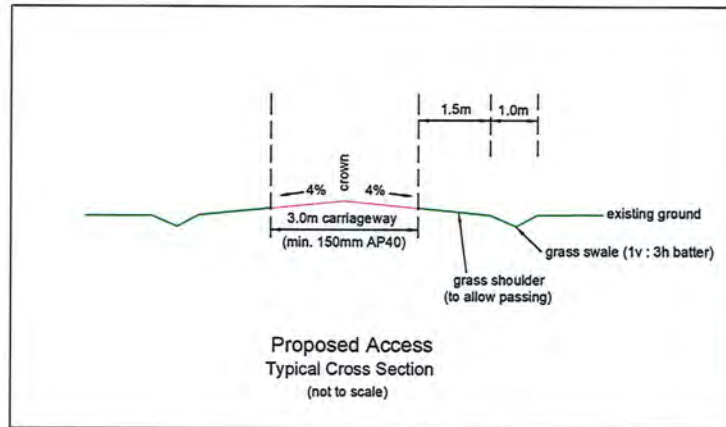 1.5m
1.0m
crown
4%
4%
3.0m carriageway
(min. 150mm AP40)
existing ground
grass swale (1v : 3h batter)
grass shoulder
(to allow passing)
Proposed Access
Typical Cross Section
(not to scale)